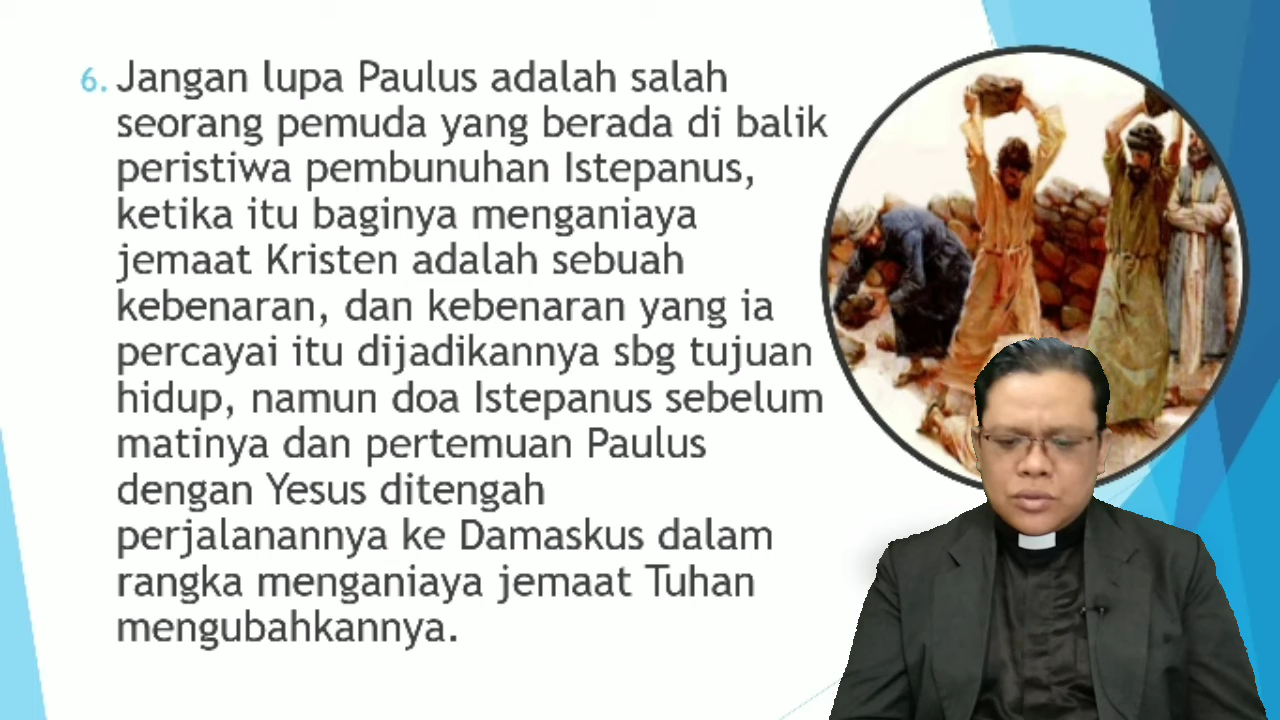 6. Jangan lupa Paulus adalah salah
seorang pemuda yang berada di balik
peristiwa pembunuhan Istepanus,
ketika itu baginya menganiaya
jemaat Kristen adalah sebuah
kebenaran, dan kebenaran yang ia
percayai itu dijadikannya sbg tujuan
hidup, namun doa Istepanus sebelum
matinya dan pertemuan Paulus
dengan Yesus ditengah
perjalanannya ke Damaskus dalam
rangka menganiaya jemaat Tuhan
mengubahkannya.